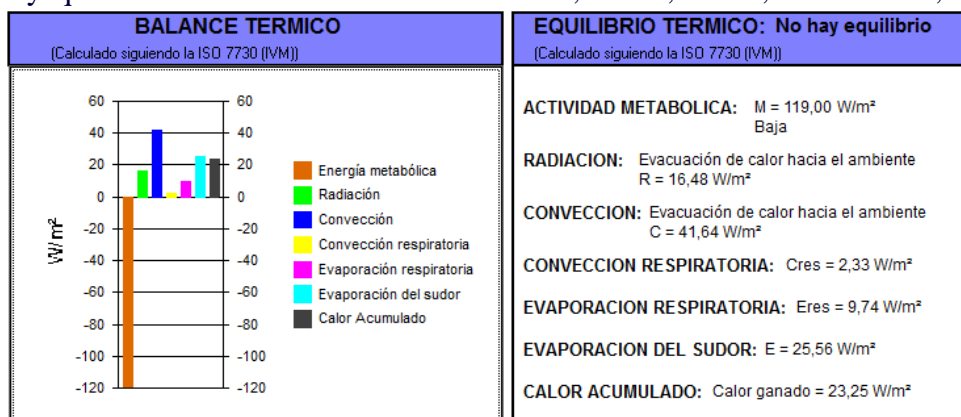 BALANCE TERMICO
(Calculado siguiendo la ISO 7730 (IVM))
60
40
20
0
-20
-40
-60
-80
-100
-120
W/m²
60
40
20
0
-20
-40
-60
-80
-100
-120
Energía metabólica
Radiación
Convección
Convección respiratoria
Evaporación respiratoria
Evaporación del sudor
Calor Acumulado
EQUILIBRIO TERMICO: No hay equilibrio
(Calculado siguiendo la ISO 7730 (IVM))
ACTIVIDAD METABOLICA: M = 119,00 W/m²
Baja
RADIACION: Evacuación de calor hacia el ambiente
R = 16,48 W/m²
CONVECCION: Evacuación de calor hacia el ambiente
C = 41,64 W/m²
CONVECCION RESPIRATORIA: Cres = 2,33 W/m²
EVAPORACION RESPIRATORIA: Eres = 9,74 W/m²
EVAPORACION DEL SUDOR: E = 25,56 W/m²
CALOR ACUMULADO: Calor ganado = 23,25 W/m²